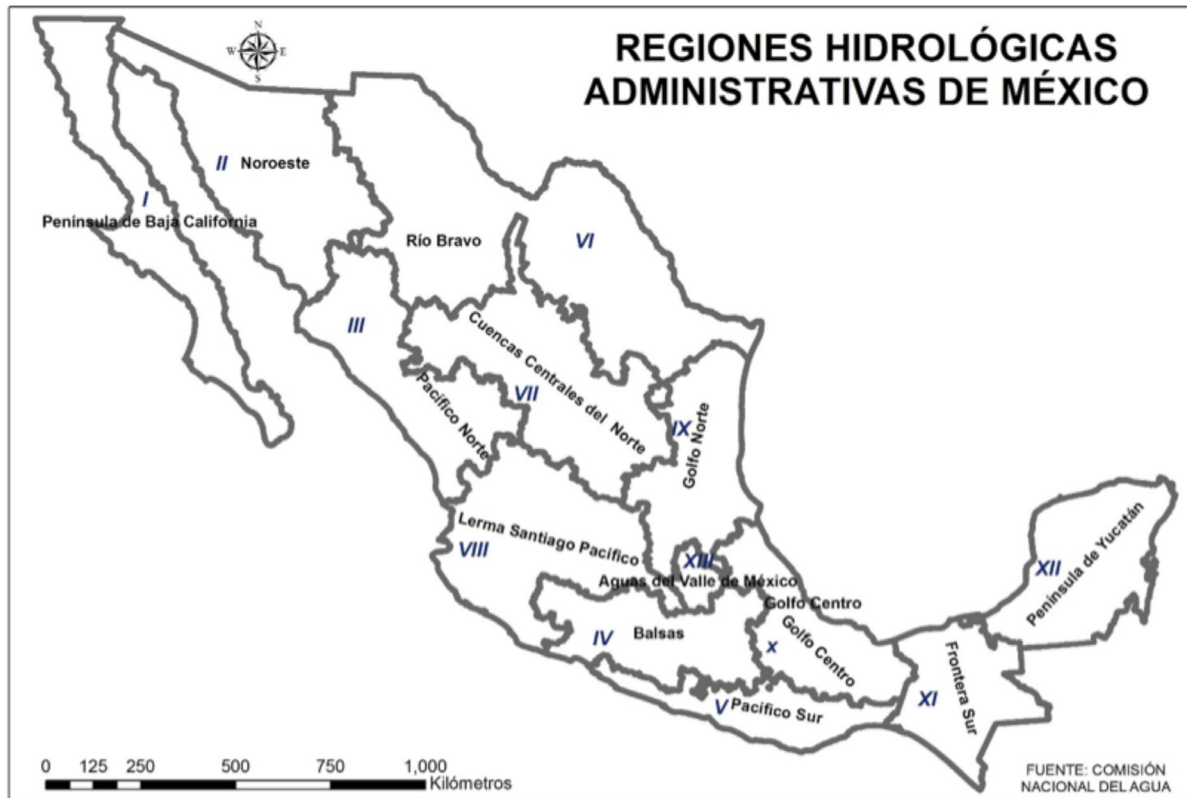 REGIONES HIDROLÓGICAS
ADMINISTRATIVAS DE MÉXICO
N
W E
S
II Noroeste
I
Península de Baja California
Río Bravo
VI
III
Cuencas Centrales del Norte
VII
Pacífico Norte
IX
Golfo Norte
Lerma Santiago Pacífico
VIII
XIII
Aguas del Valle de México
XII
Península de Yucatán
Golfo Centro
IV
Balsas
x
Golfo Centro
Frontera Sur
XI
V
Pacífico Sur
0 125 250 500 750 1,000
Kilómetros
FUENTE: COMISIÓN
NACIONAL DEL AGUA